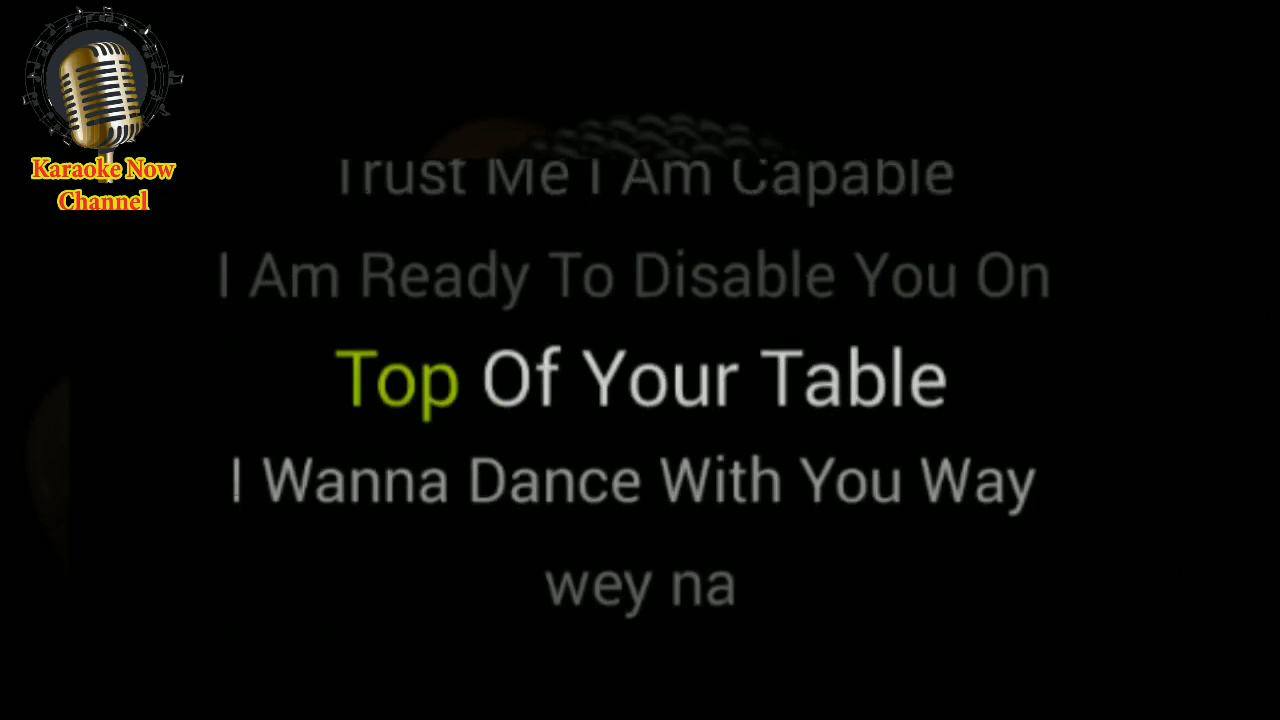 Karaoke Now
Channel
Trust Me I Am Capable
I Am Ready To Disable You On
Top Of Your Table
I Wanna Dance With You Way
wey na